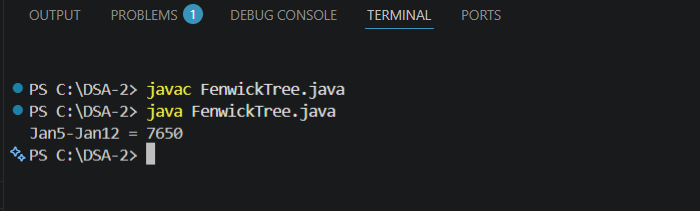 OUTPUT PROBLEMS 1 DEBUG CONSOLE TERMINAL PORTS
PS C:\DSA-2> javac FenwickTree.java
PS C:\DSA-2> java FenwickTree.java
Jan5-Jan12 = 7650
PS C:\DSA-2>